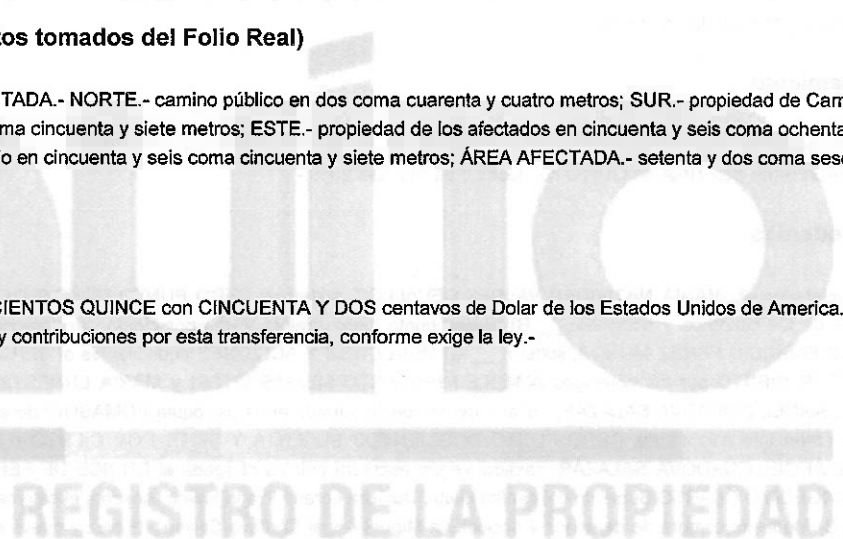 tos tomados del Folio Real)
TADA.- NORTE.- camino público en dos coma cuarenta y cuatro metros; SUR.- propiedad de
ma cincuenta y siete metros; ESTE.- propiedad de los afectados en cincuenta y seis coma ochenta
o en cincuenta y seis coma cincuenta y siete metros; ÁREA AFECTADA.- setenta y dos coma
CIENTOS QUINCE con CINCUENTA Y DOS centavos de Dolar de los Estados Unidos de America.
y contribuciones por esta transferencia, conforme exige la ley.-
REGISTRO DE LA PROPIEDAD